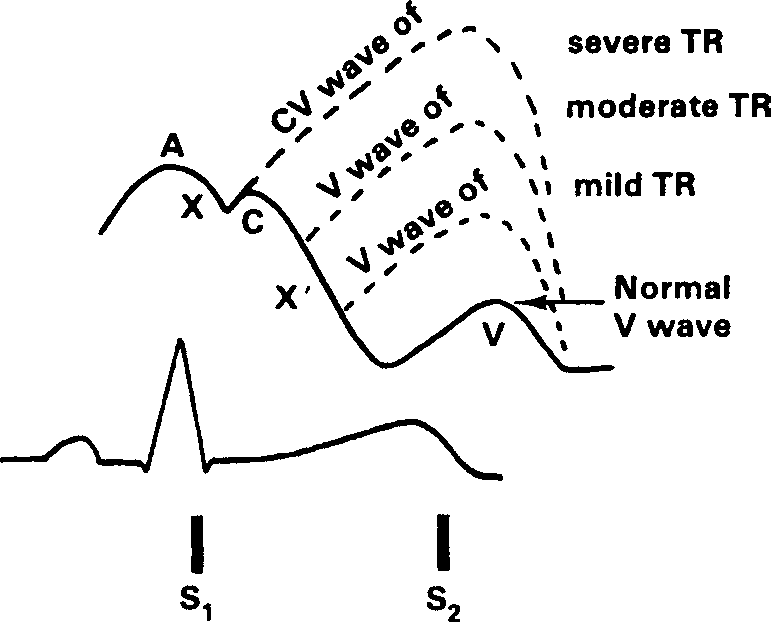 CV wave of
severe TR
V wave of
moderate TR
V wave of
mild TR
A
X
C
X'
Normal
V wave
V
S1
S2